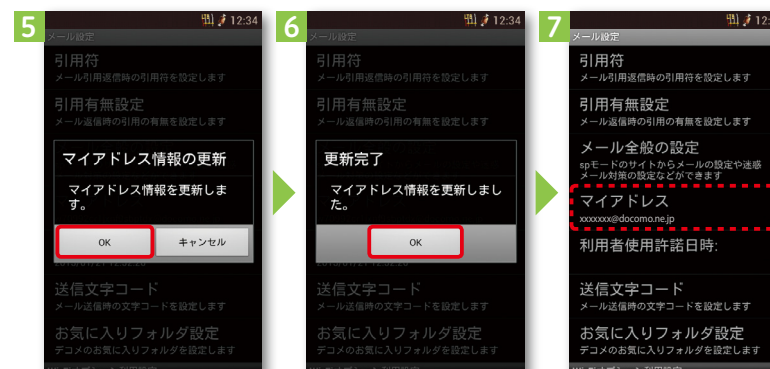 5
12:34
メール設定
引用符
メール引用返信時の引用符を設定します
引用有無設定
メール返信時の引用の有無を設定します
マイアドレス情報の更新
マイアドレス情報を更新しま
す。
OK
キャンセル
送信文字コード
メール送信時の文字コードを設定します
お気に入りフォルダ設定
デコメのお気に入りフォルダを設定します
6
12:34
メール設定
引用符
メール引用返信時の引用符を設定します
引用有無設定
メール返信時の引用の有無を設定します
更新完了
マイアドレス情報を更新しまし
た。
OK
送信文字コード
メール送信時の文字コードを設定します
お気に入りフォルダ設定
デコメのお気に入りフォルダを設定します
7
メール設定
引用符
メール引用返信時の引用符を設定します
引用有無設定
メール返信時の引用の有無を設定します
メール全般の設定
spモードのサイトからメールの設定や迷惑
メール対策の設定などができます
マイアドレス
xxxxxxx@docomo.ne.jp
利用者使用許諾日時:
送信文字コード
メール送信時の文字コードを設定します
お気に入りフォルダ設定
デコメのお気に入りフォルダを設定します